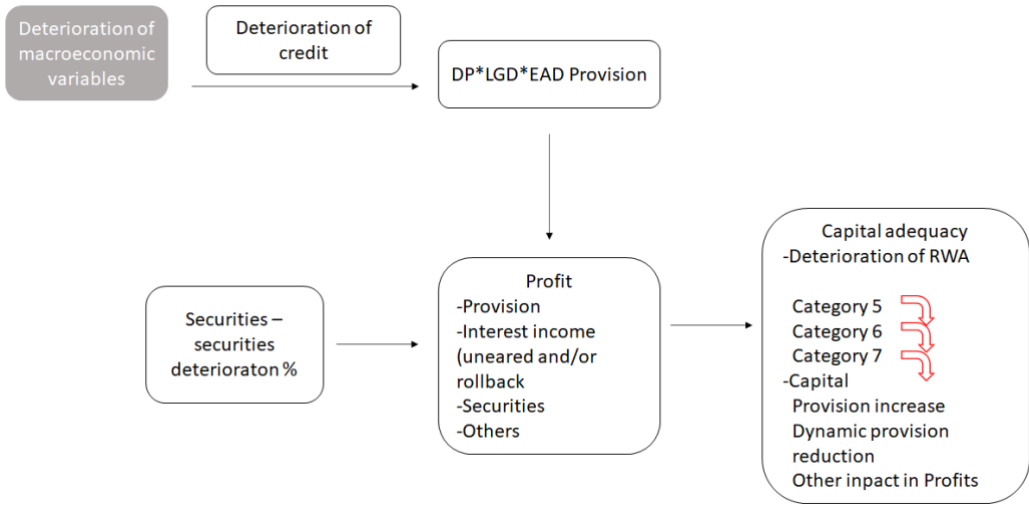 Deterioration of
macroeconomic
variables
Deterioration of
credit
DP*LGD*EAD Provision
Securities –
securities
deterioraton %
Profit
-Provision
-Interest income
(uneared and/or
rollback
-Securities
-Others
Capital adequacy
-Deterioration of RWA
Category 5
Category 6
Category 7
-Capital
Provision increase
Dynamic provision
reduction
Other inpact in Profits